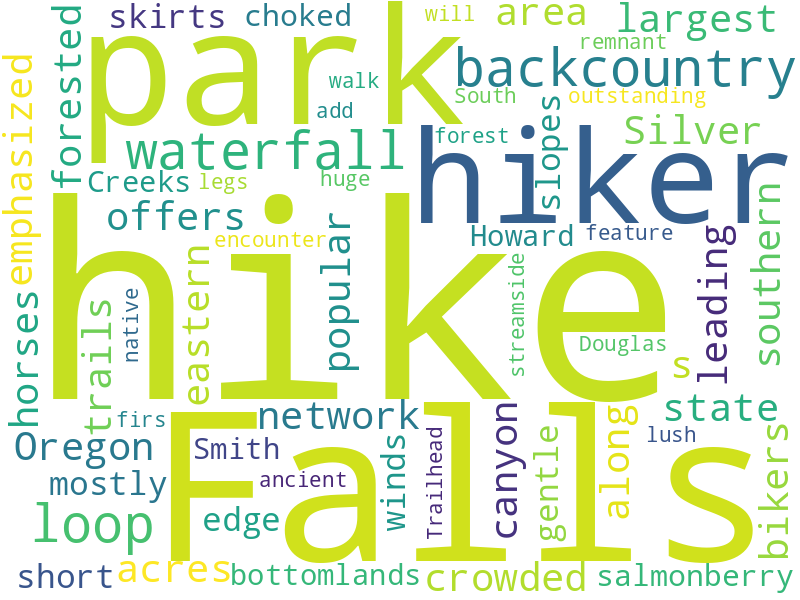 skirts choked will area largest
forested park remnant
emphasized walk backcountry
add South outstanding
waterfall forest slopes Silver
Creeks legs huge hiker
offers Howard feature southern
encounter popular leading
horses trails native eastern hike streamside Douglas s
firs network state
Oregon Smith winds Trailhead canyon gentle along lush bikers
mostly ancient Falls
loop edge
short acres bottomlands crowded salmonberry